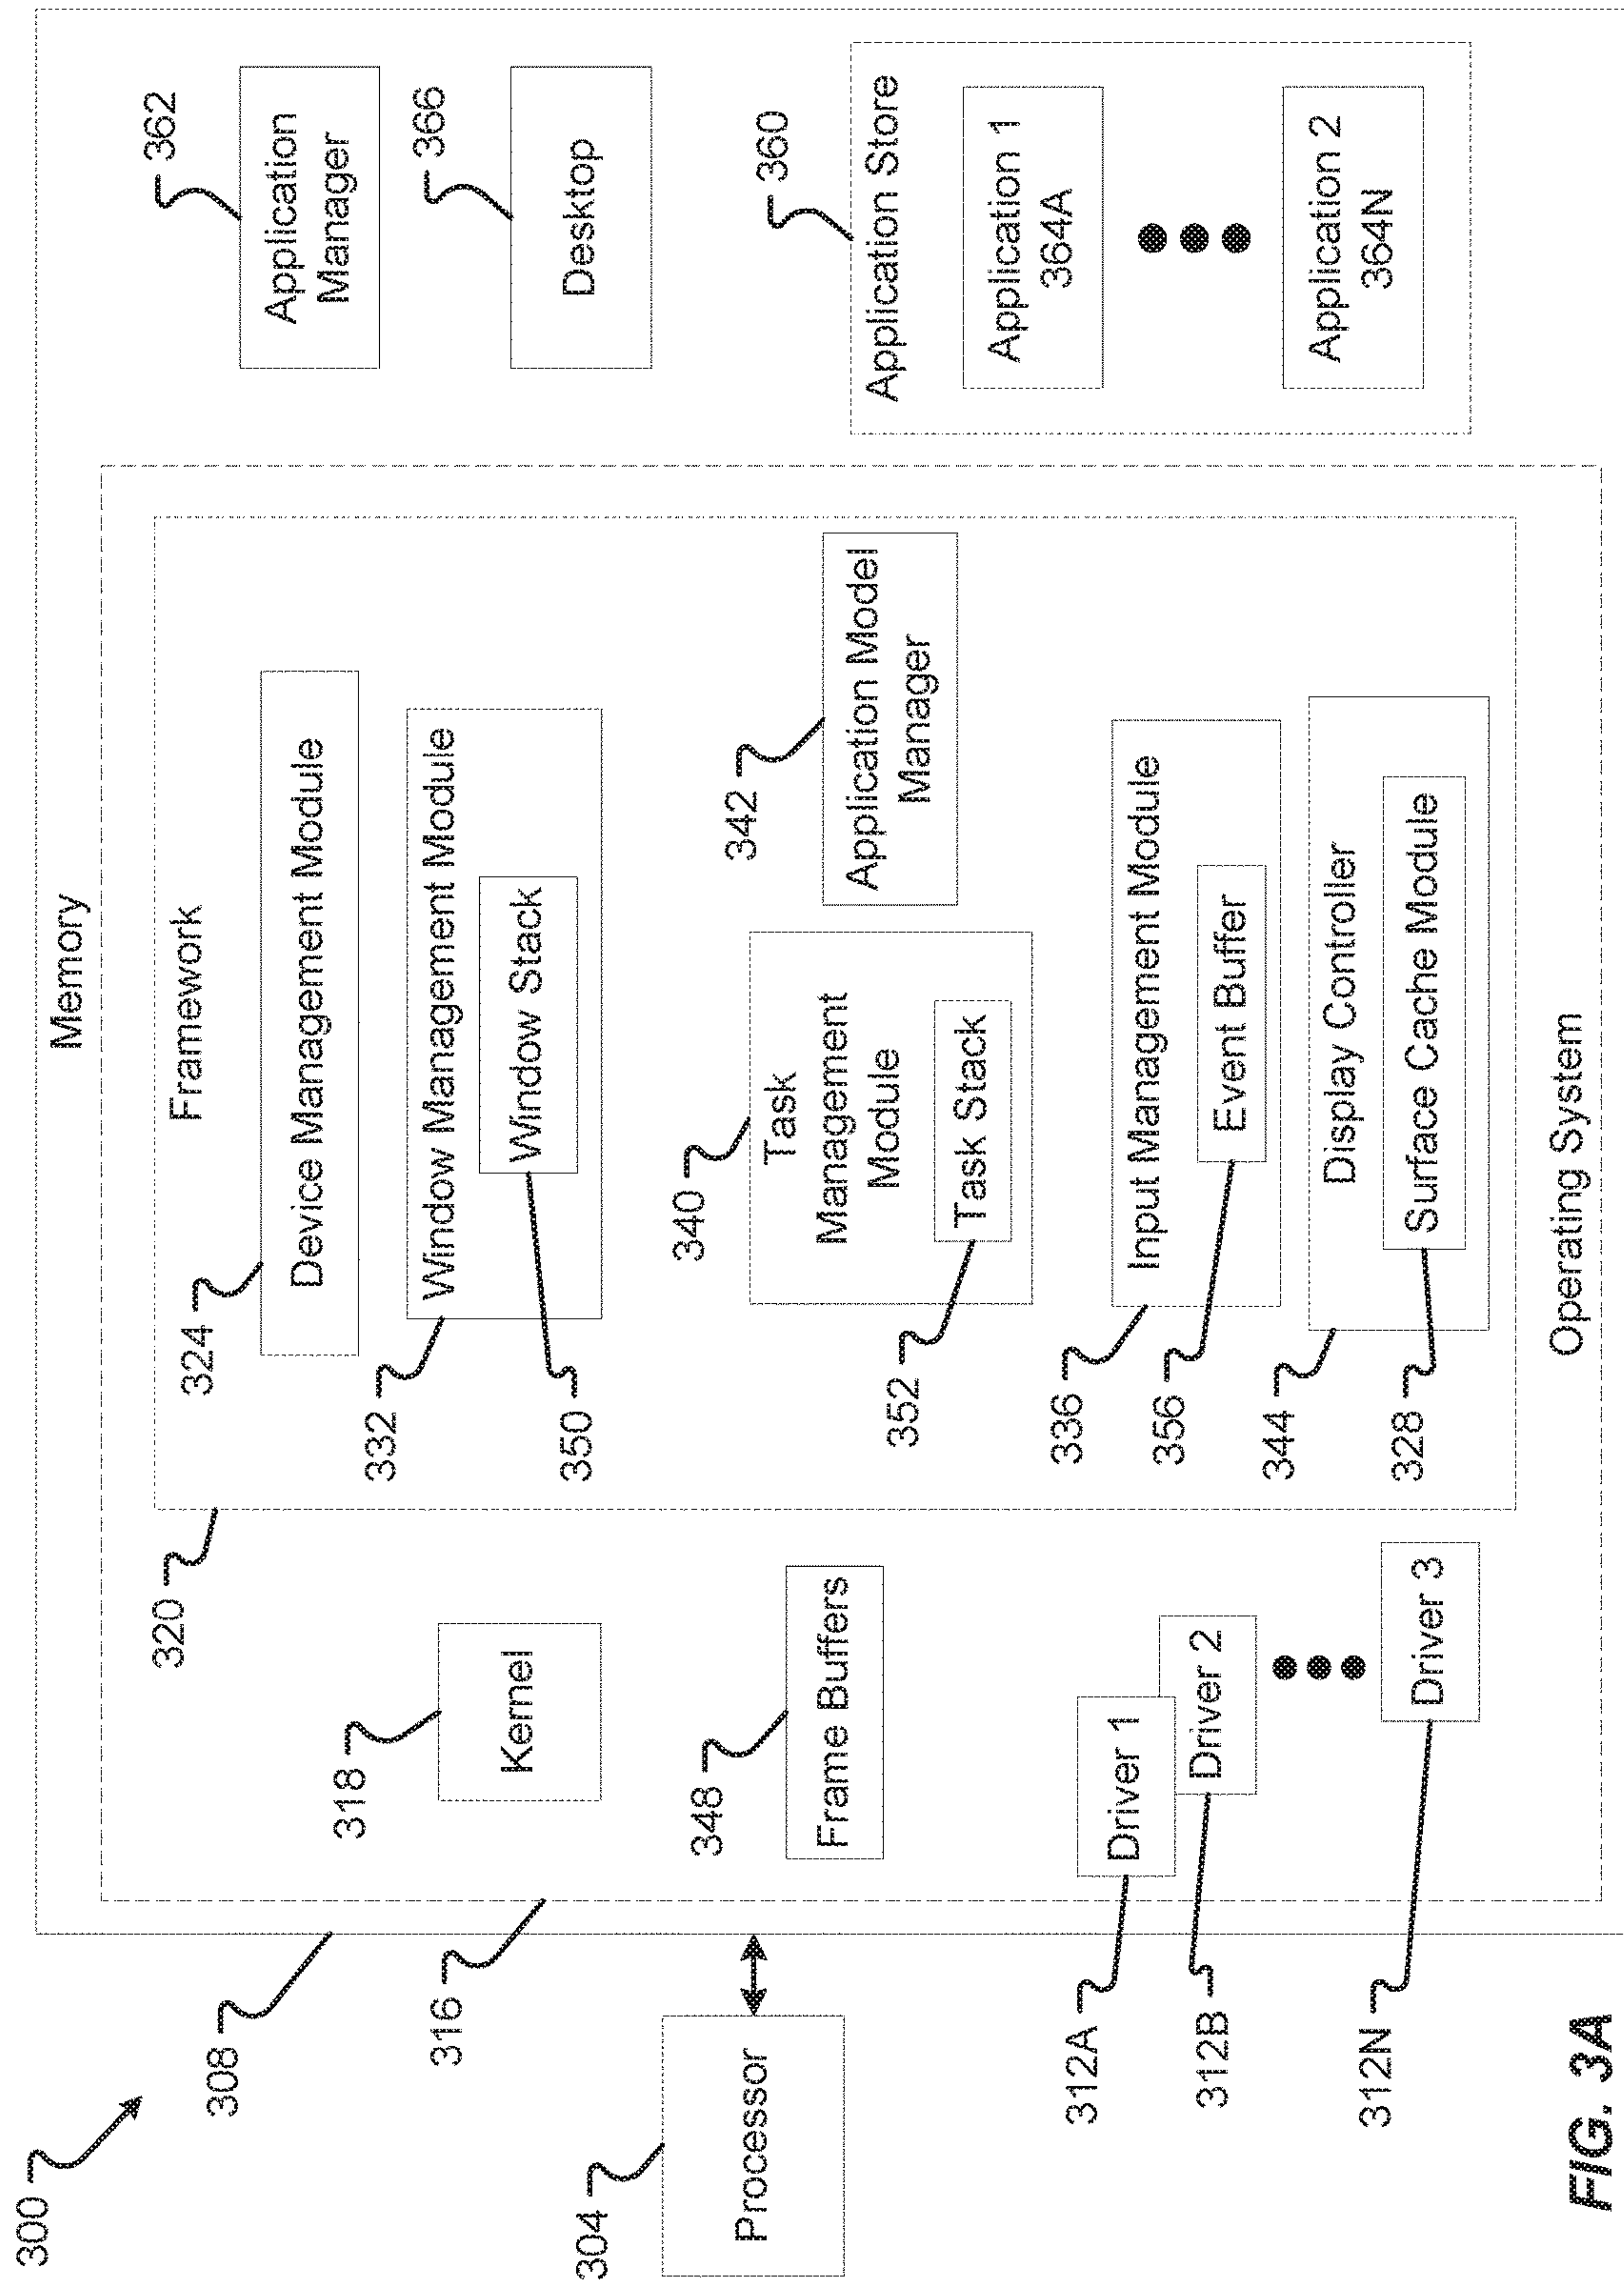 300
304
Processor
308
Memory
316
Operating System
318
Kernel
348
Frame Buffers
312A
Driver 1
312B
Driver 2
312N
Driver 3
320
Framework
324
Device Management Module
332
Window Management Module
350
Window Stack
340
Task
Management
Module
352
Task Stack
342
Application Model
Manager
336
Input Management Module
356
Event Buffer
344
Display Controller
328
Surface Cache Module
362
Application
Manager
366
Desktop
360
Application Store
Application 1
364A
Application 2
364N
FIG. 3A